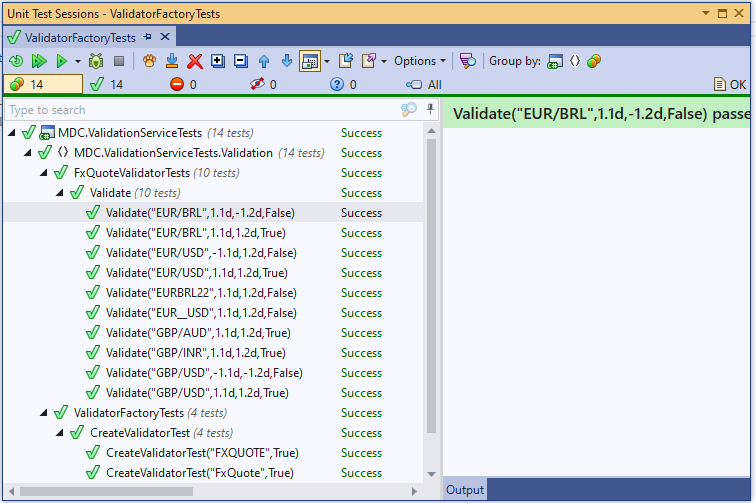 Unit Test Sessions - ValidatorFactoryTests
ValidatorFactoryTests
Options
Group by:
14 14 0 0 0 All OK
Type to search
Validate("EUR/BRL",1.1d,-1.2d,False) passe
MDC.ValidationServiceTests (14 tests) Success
MDC.ValidationServiceTests.Validation (14 tests) Success
FxQuoteValidatorTests (10 tests) Success
Validate (10 tests) Success
Validate("EUR/BRL",1.1d,-1.2d,False) Success
Validate("EUR/BRL",1.1d,1.2d,True) Success
Validate("EUR/USD",-1.1d,1.2d,False) Success
Validate("EUR/USD",1.1d,1.2d,True) Success
Validate("EURBRL22",1.1d,1.2d,False) Success
Validate("EUR__USD",1.1d,1.2d,False) Success
Validate("GBP/AUD",1.1d,1.2d,True) Success
Validate("GBP/INR",1.1d,1.2d,True) Success
Validate("GBP/USD",-1.1d,-1.2d,False) Success
Validate("GBP/USD",1.1d,1.2d,True) Success
ValidatorFactoryTests (4 tests) Success
CreateValidatorTest (4 tests) Success
CreateValidatorTest("FXQUOTE",True) Success
CreateValidatorTest("FxQuote",True) Success
Output